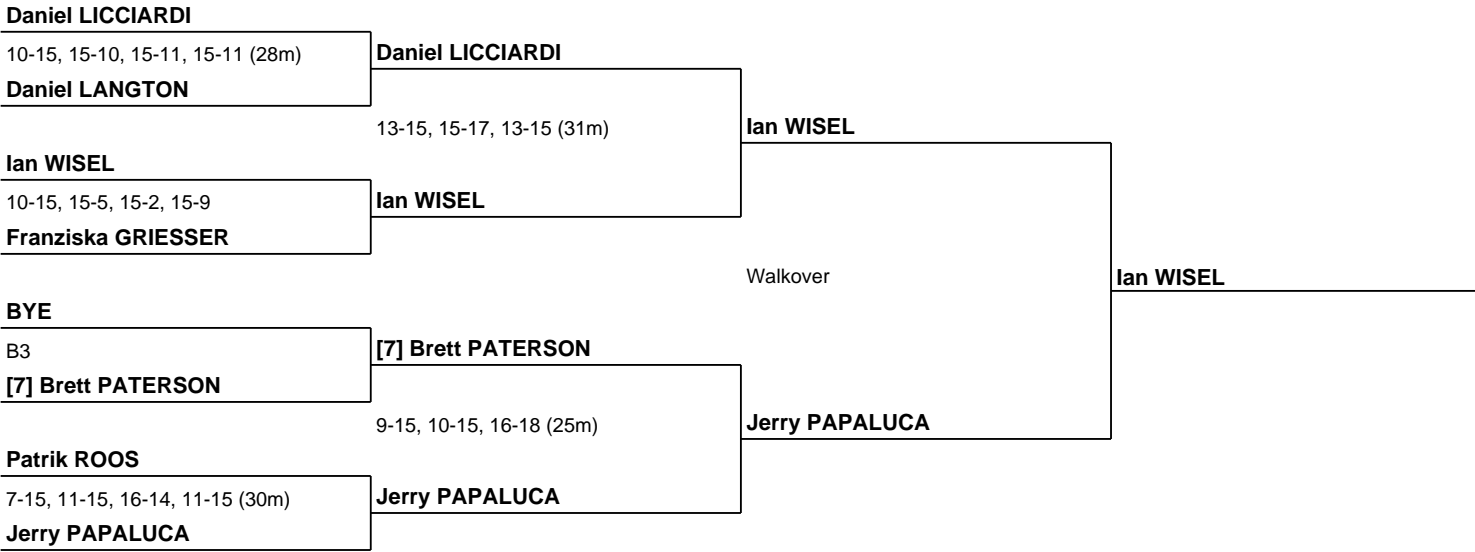 Daniel LICCIARDI
10-15, 15-10, 15-11, 15-11 (28m)
Daniel LICCIARDI
Daniel LANGTON
13-15, 15-17, 13-15 (31m)
Ian WISEL
Ian WISEL
10-15, 15-5, 15-2, 15-9
Ian WISEL
Franziska GRIESSER
Walkover
Ian WISEL
BYE
B3
[7] Brett PATERSON
[7] Brett PATERSON
9-15, 10-15, 16-18 (25m)
Jerry PAPALUCA
Patrik ROOS
7-15, 11-15, 16-14, 11-15 (30m)
Jerry PAPALUCA
Jerry PAPALUCA